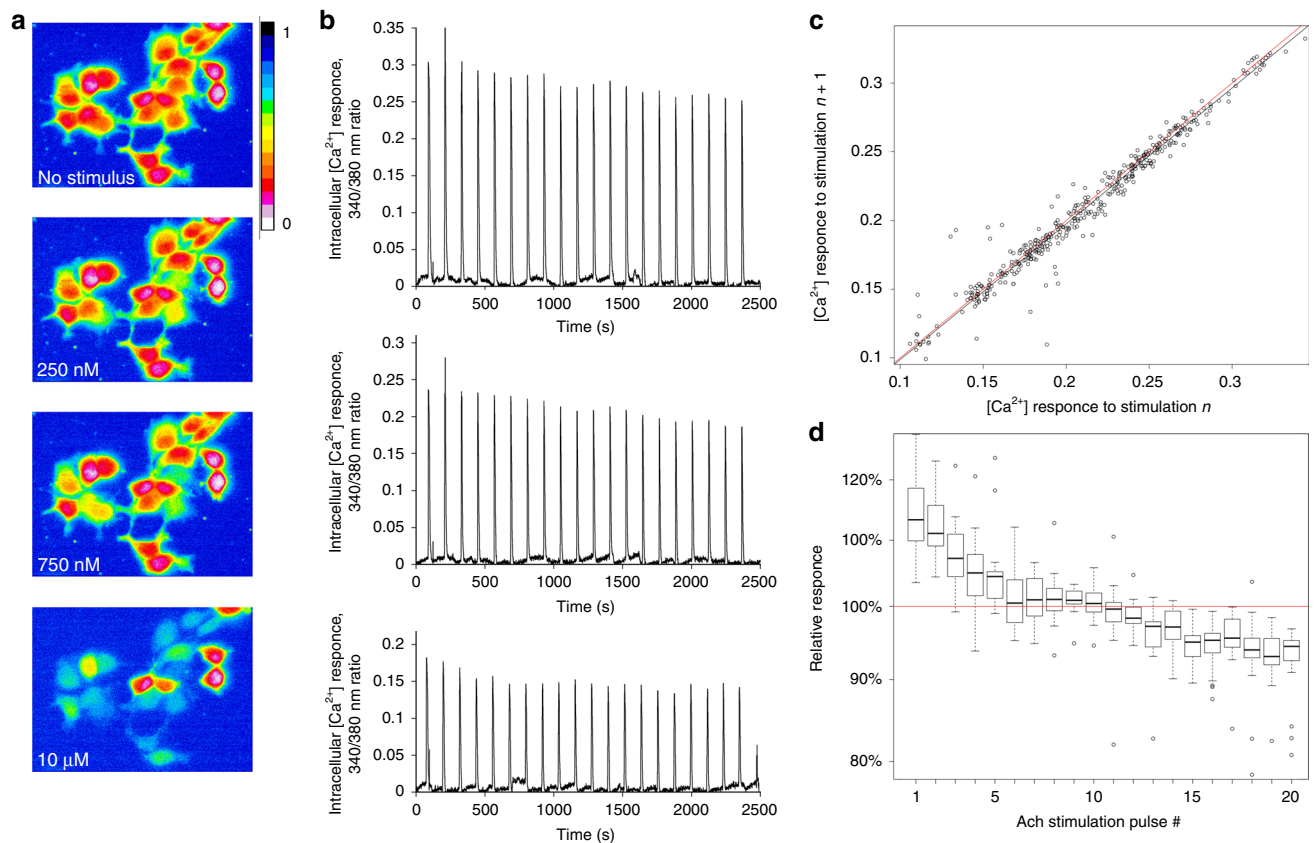 a
1
0
No stimulus
250 nM
750 nM
10 μM
b
Intracellular [Ca²⁺] responce,
340/380 nm ratio
0.35
0.3
0.25
0.2
0.15
0.1
0.05
0
0 500 1000 1500 2000 2500
Time (s)
Intracellular [Ca²⁺] responce,
340/380 nm ratio
0.3
0.25
0.2
0.15
0.1
0.05
0
0 500 1000 1500 2000 2500
Time (s)
Intracellular [Ca²⁺] responce,
340/380 nm ratio
0.2
0.15
0.1
0.05
0
0 500 1000 1500 2000 2500
Time (s)
c
[Ca²⁺] responce to stimulation n + 1
0.3
0.25
0.2
0.15
0.1
0.1 0.15 0.2 0.25 0.3
[Ca²⁺] responce to stimulation n
d
Relative responce
120%
100%
100%
90%
80%
1 5 10 15 20
Ach stimulation pulse #